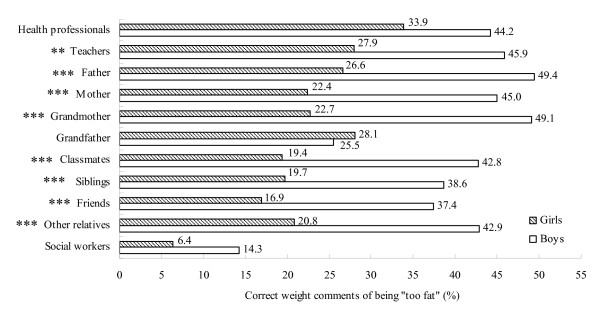 Health professionals 33.9
44.2
** Teachers 27.9
45.9
*** Father 26.6
49.4
*** Mother 22.4
45.0
*** Grandmother 22.7
49.1
Grandfather 28.1
25.5
*** Classmates 19.4
42.8
*** Siblings 19.7
38.6
*** Friends 16.9
37.4
*** Other relatives 20.8
42.9
Social workers 6.4
14.3
Girls
Boys
0 5 10 15 20 25 30 35 40 45 50 55
Correct weight comments of being "too fat" (%)